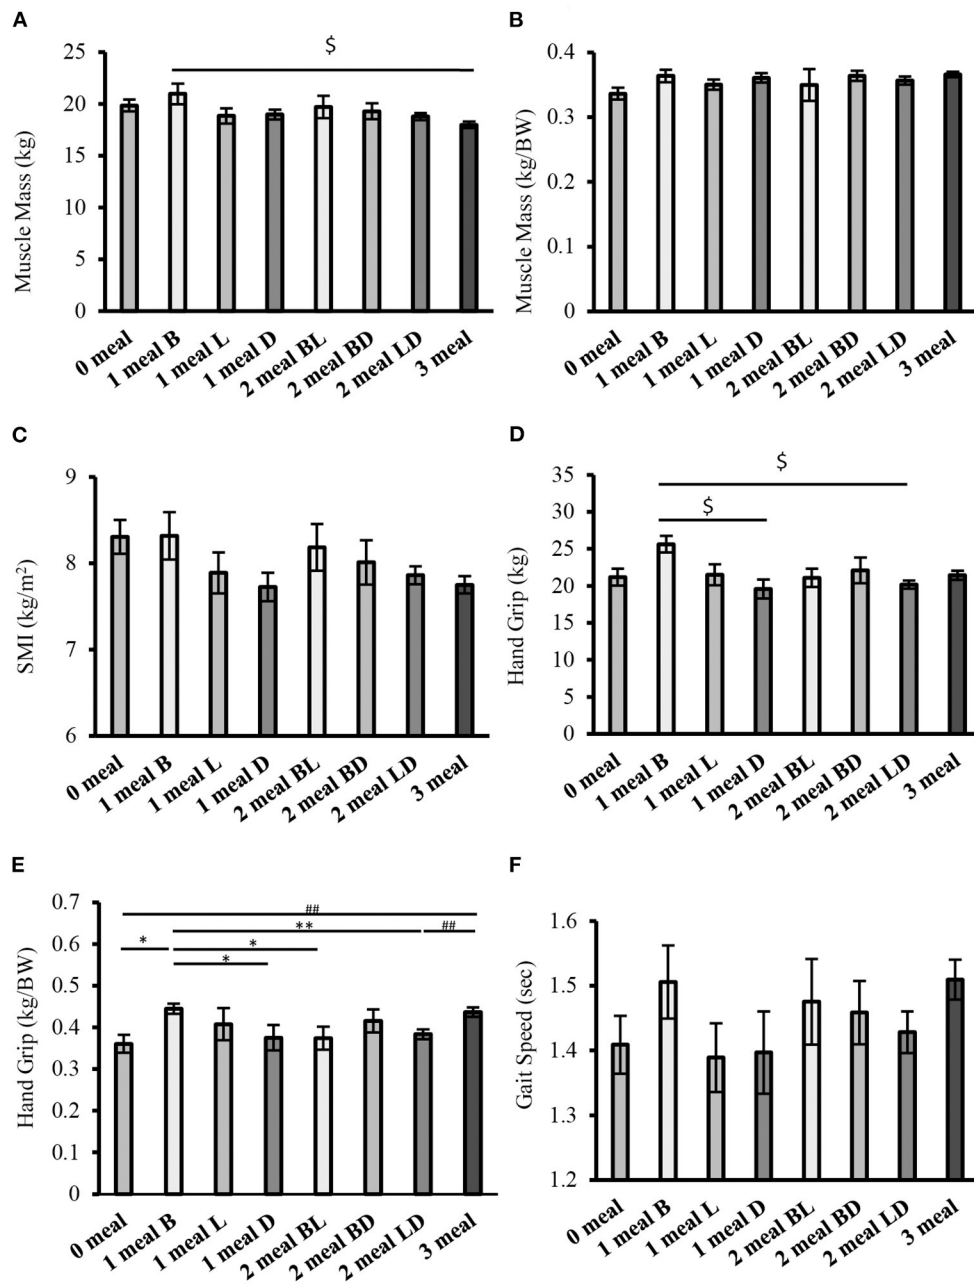 A
$
25
20
15
10
5
0
Muscle Mass (kg)
0 meal
1 meal B
1 meal L
1 meal D
2 meal BL
2 meal BD
2 meal LD
3 meal
B
0.4
0.3
0.2
0.1
0
Muscle Mass (kg/BW)
0 meal
1 meal B
1 meal L
1 meal D
2 meal BL
2 meal BD
2 meal LD
3 meal
C
9
8
7
6
SMI (kg/m²)
0 meal
1 meal B
1 meal L
1 meal D
2 meal BL
2 meal BD
2 meal LD
3 meal
D
$
$
35
30
25
20
15
10
5
0
Hand Grip (kg)
0 meal
1 meal B
1 meal L
1 meal D
2 meal BL
2 meal BD
2 meal LD
3 meal
E
##
** ##
* *
*
0.7
0.6
0.5
0.4
0.3
0.2
0.1
0
Hand Grip (kg/BW)
0 meal
1 meal B
1 meal L
1 meal D
2 meal BL
2 meal BD
2 meal LD
3 meal
F
1.6
1.5
1.4
1.3
1.2
Gait Speed (sec)
0 meal
1 meal B
1 meal L
1 meal D
2 meal BL
2 meal BD
2 meal LD
3 meal